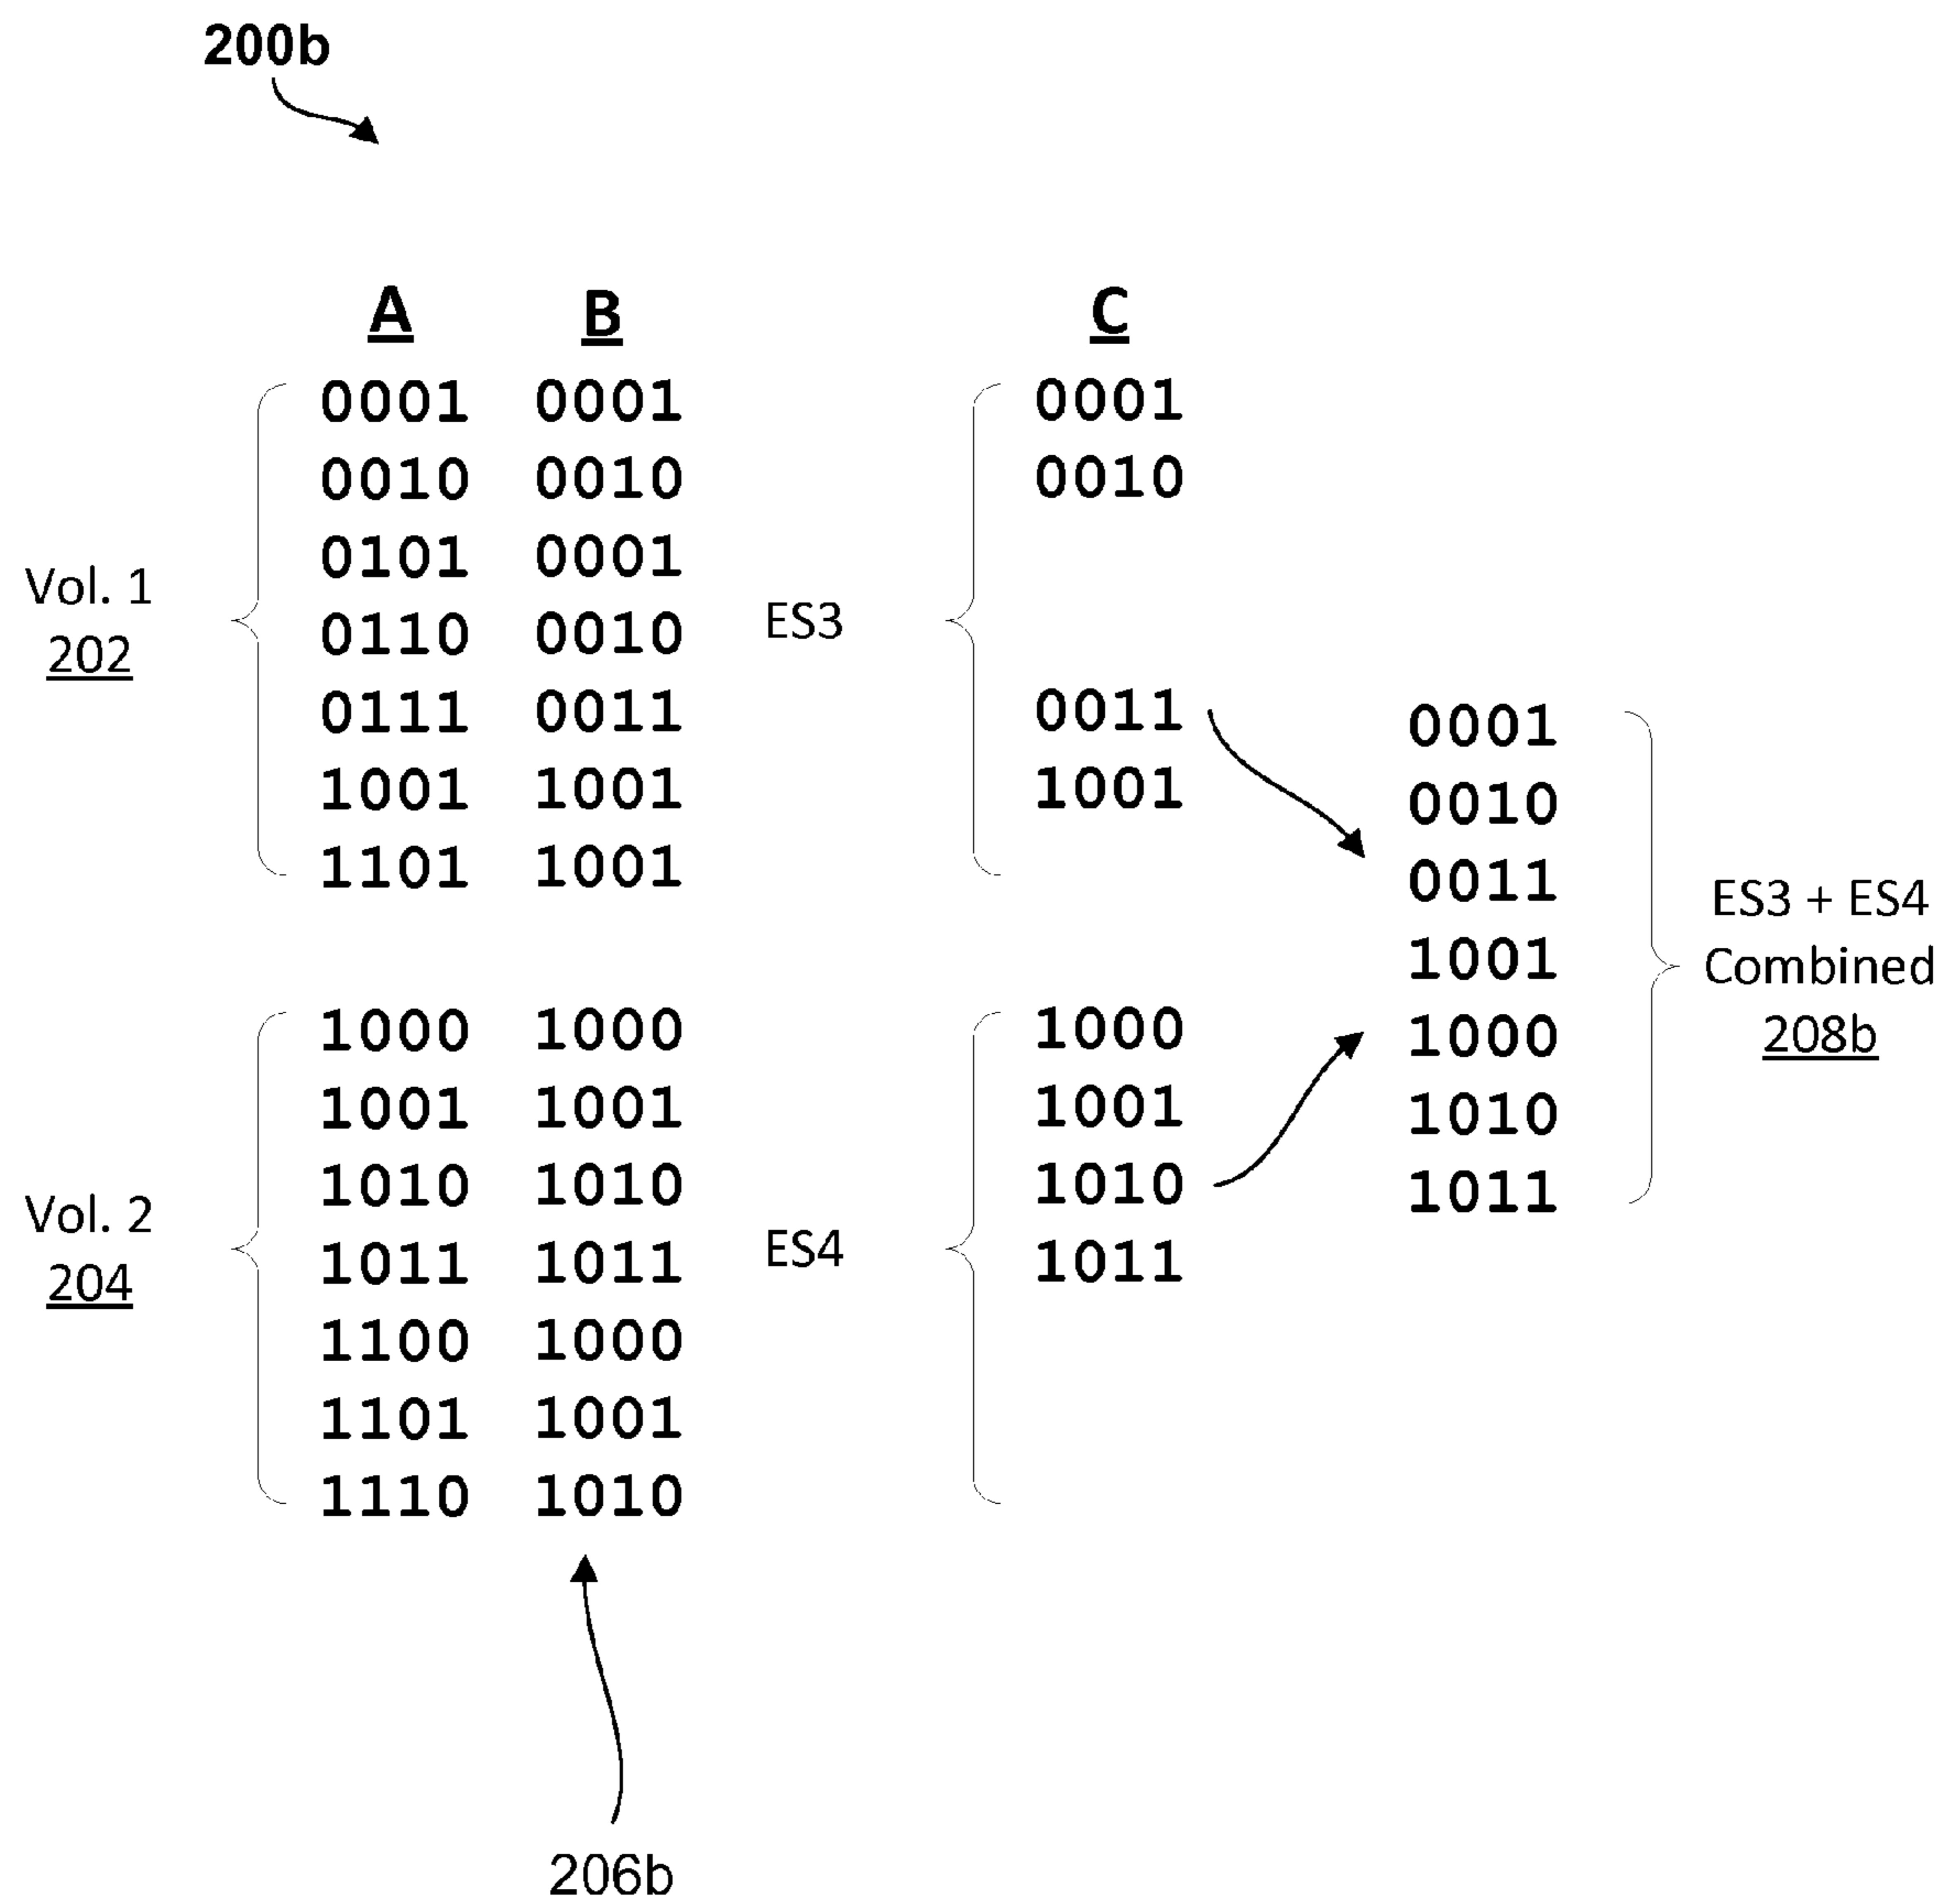 200b
A B C
0001 0001 0001
0010 0010 0010
0101 0001
Vol. 1
202
0110 0010
ES3
0111 0011 0011
1001 1001 1001
1101 1001
1000 1000 1000
1001 1001 1001
1010 1010 1010
Vol. 2
204
1011 1011 1011
ES4
1100 1000
1101 1001
1110 1010
0001
0010
0011
1001
1000
1010
1011
ES3 + ES4
Combined
208b
206b